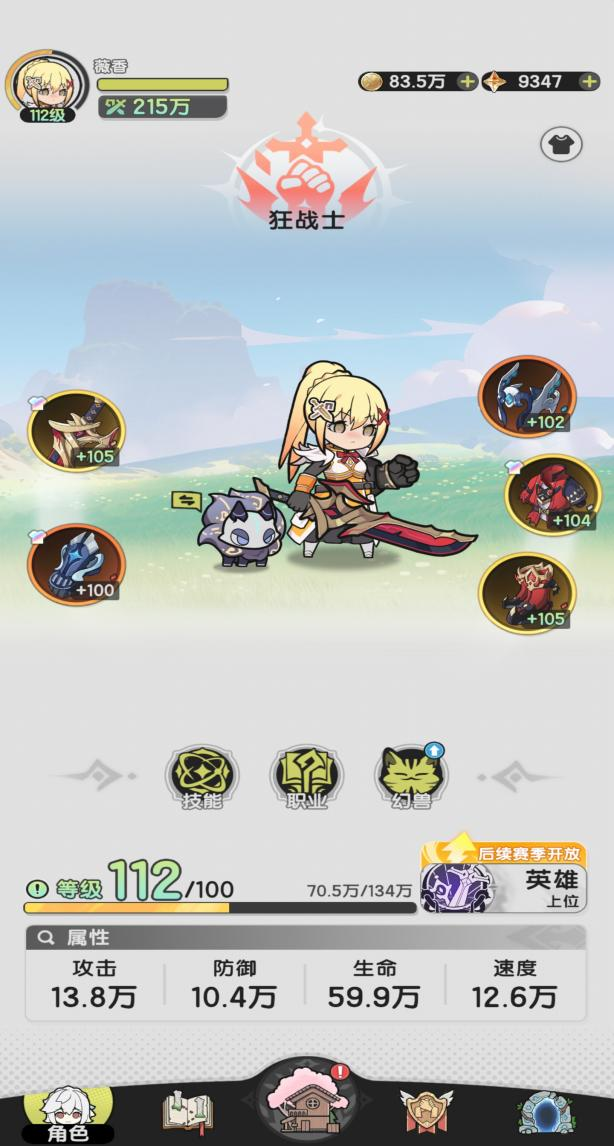 薇香
112级
215万
83.5万
9347
狂战士
+105
+100
+102
+104
+105
技能
职业
幻兽
等级 112/100
70.5万/134万
后续赛季开放
英雄
上位
属性
攻击 防御 生命 速度
13.8万 10.4万 59.9万 12.6万
角色